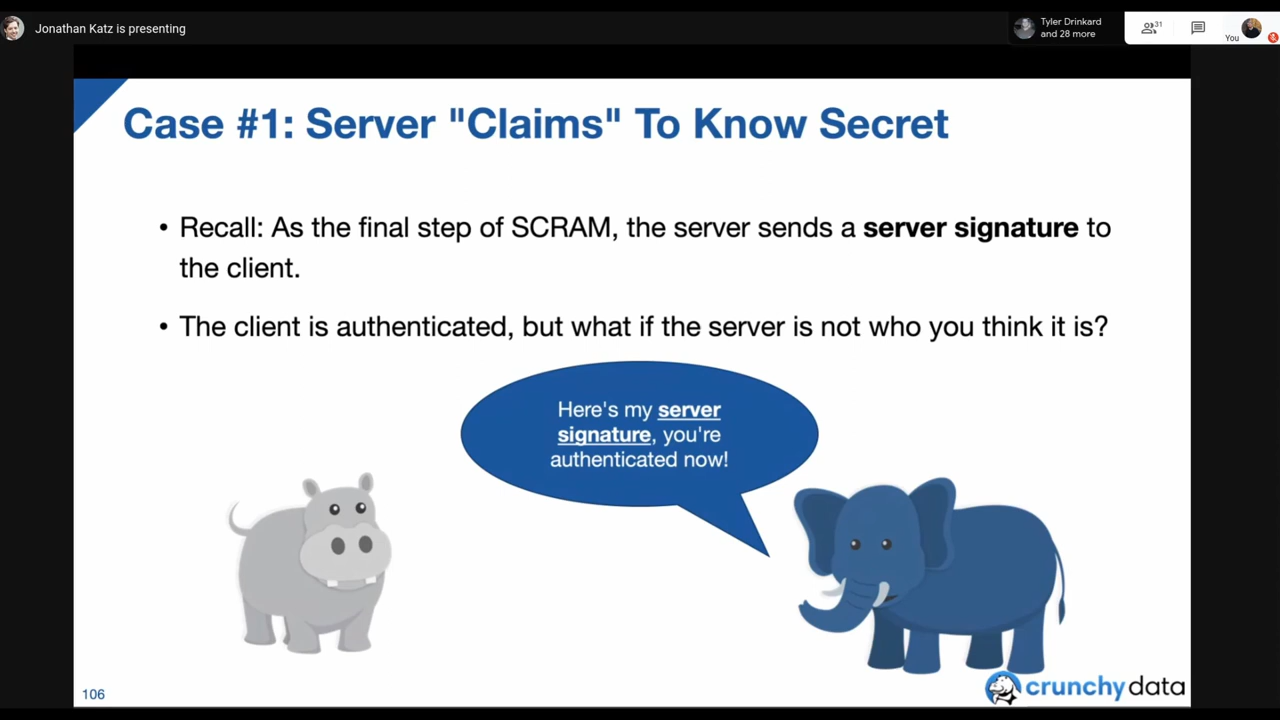 Jonathan Katz is presenting
Tyler Drinkard
and 28 more
31
You
Case #1: Server "Claims" To Know Secret
• Recall: As the final step of SCRAM, the server sends a server signature to
the client.
• The client is authenticated, but what if the server is not who you think it is?
Here's my server
signature, you're
authenticated now!
106
crunchydata